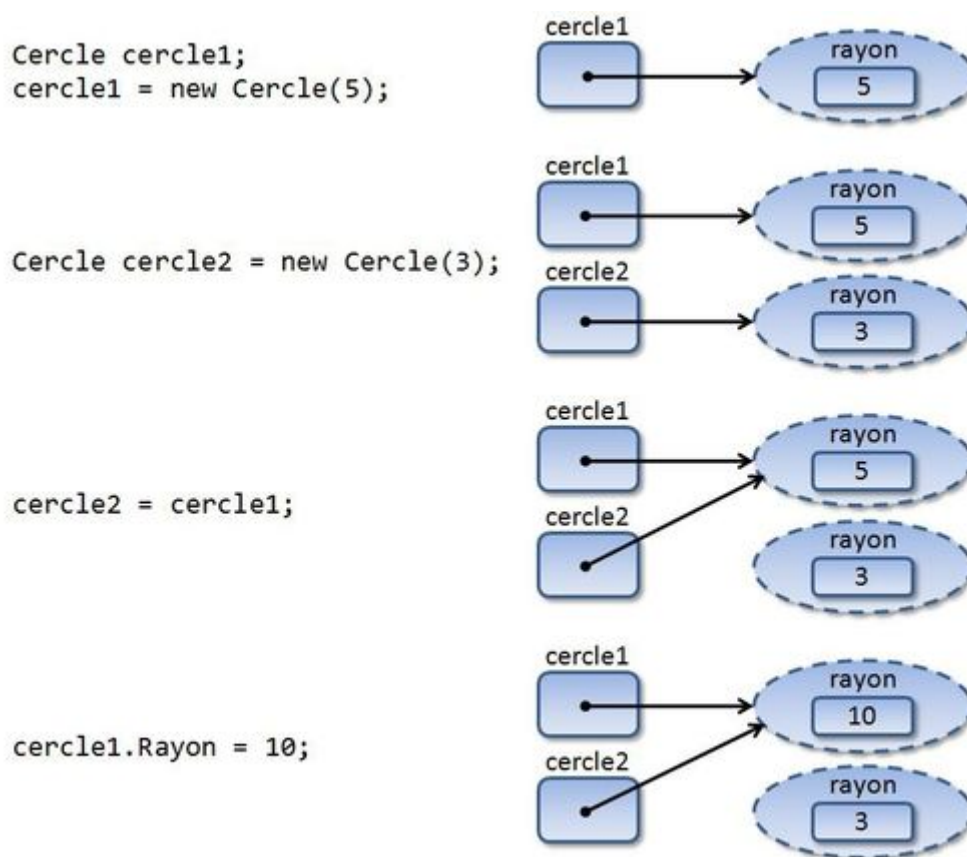 Cercle cercle1;
cercle1 = new Cercle(5);
cercle1
rayon
5
Cercle cercle2 = new Cercle(3);
cercle1
rayon
5
cercle2
rayon
3
cercle2 = cercle1;
cercle1
rayon
5
cercle2
rayon
3
cercle1.Rayon = 10;
cercle1
rayon
10
cercle2
rayon
3